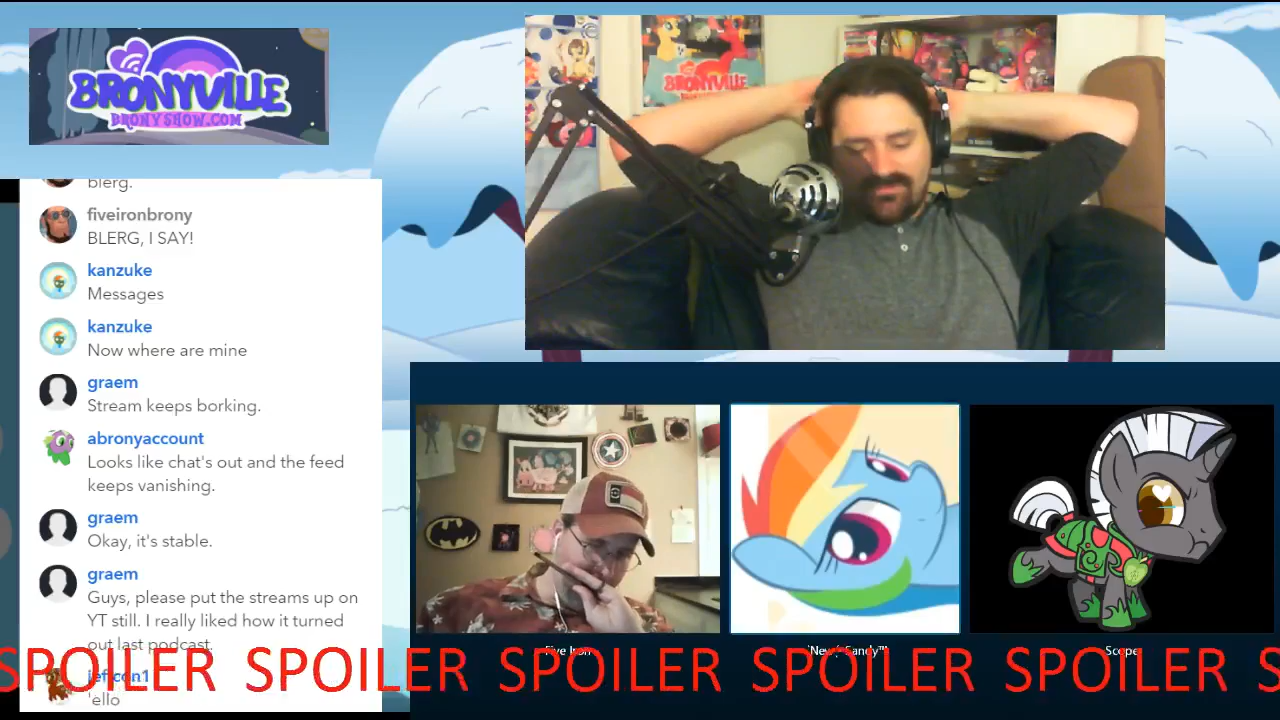 BRONYVILLE
BRONYSHOW.COM
blerg.
fiveironbrony
BLERG, I SAY!
kanzuke
Messages
kanzuke
Now where are mine
graem
Stream keeps borking.
abronyaccount
Looks like chat's out and the feed
keeps vanishing.
graem
Okay, it's stable.
graem
Guys, please put the streams up on
YT still. I really liked how it turned
out last podcast.
'ello
BRONYVILLE
Five Iron
Scope
SPOILER SPOILER SPOILER SPOILER SPOILER S